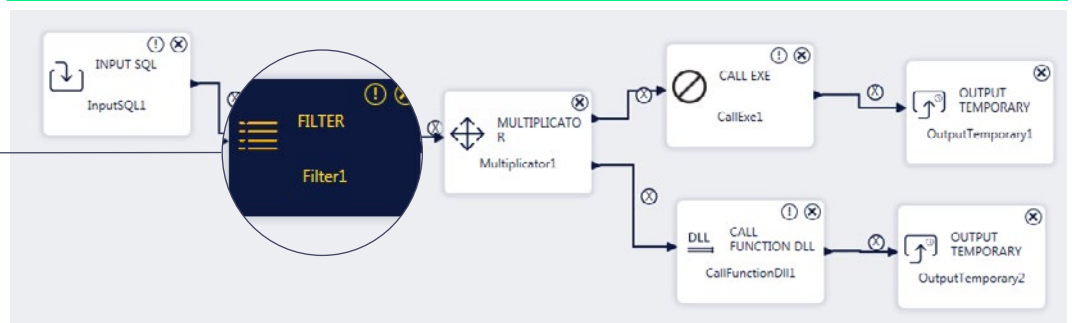 INPUT SQL
InputSQL1
FILTER
Filter1
MULTIPLICATO
R
Multiplicator1
CALL EXE
CallExe1
OUTPUT
TEMPORARY
OutputTemporary1
DLL
CALL
FUNCTION DLL
CallFunctionDll1
OUTPUT
TEMPORARY
OutputTemporary2